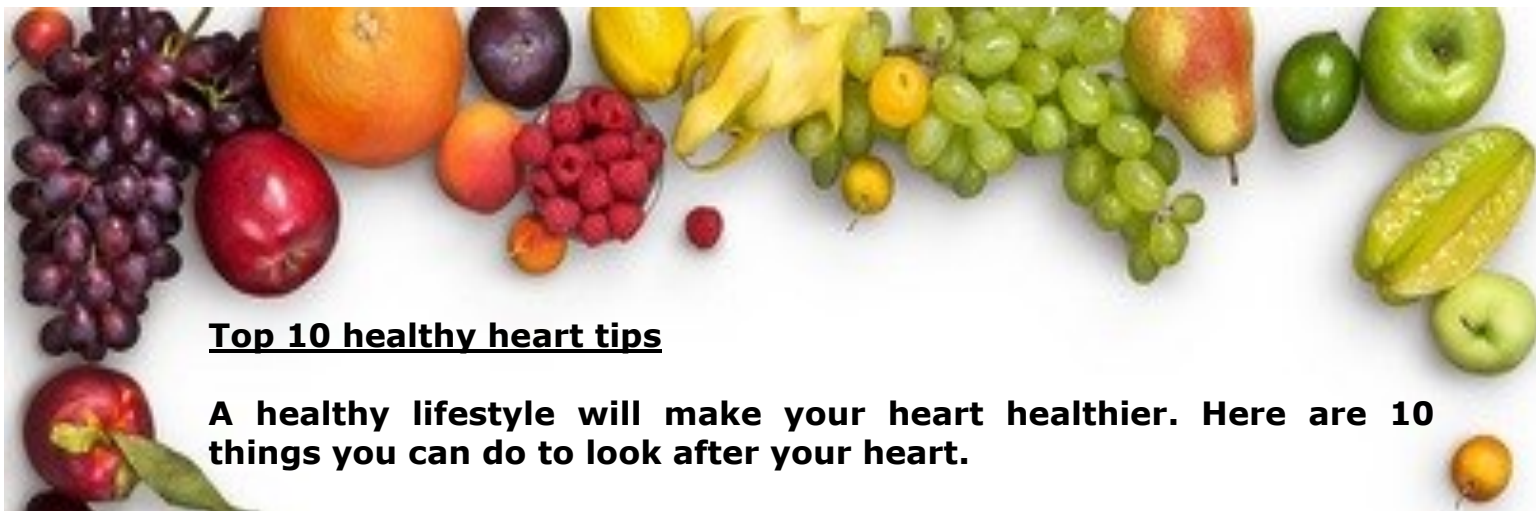 Top 10 healthy heart tips
A healthy lifestyle will make your heart healthier. Here are 10
things you can do to look after your heart.